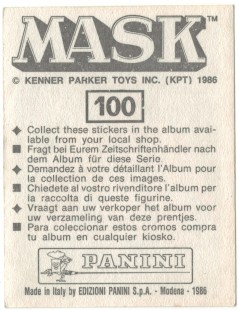 MASK™
© KENNER PARKER TOYS INC. (KPT) 1986
100
Collect these stickers in the album avai-
lable from your local shop.
Fragt bei Eurem Zeitschriftenhändler nach
dem Album für diese Serie.
Demandez à votre détaillant l'Album pour
la collection de ces images.
Chiedete al vostro rivenditore l'album per
la raccolta di queste figurine.
Vraagt aan uw verkoper het album voor
uw verzameling van deze prentjes.
Para coleccionar estos cromos compra
tu album en cualquier kiosko.
PANINI
Made in Italy by EDIZIONI PANINI S.p.A. - Modena - 1986